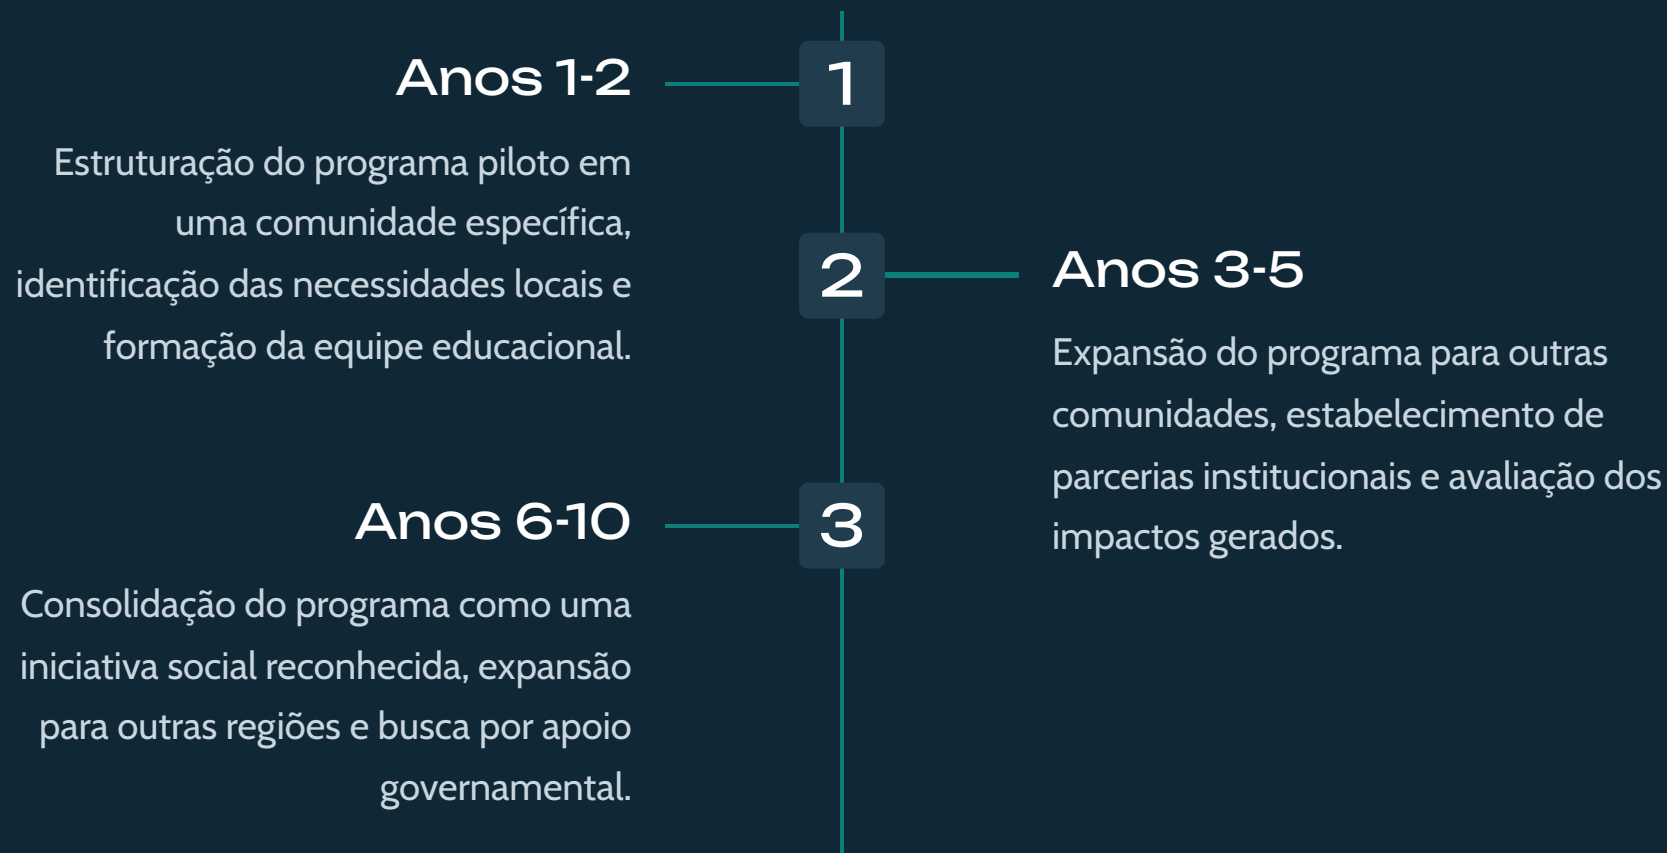 Anos 1-2
1
Estruturação do programa piloto em
uma comunidade específica,
identificação das necessidades locais e
formação da equipe educacional.
2
Anos 3-5
Expansão do programa para outras
comunidades, estabelecimento de
parcerias institucionais e avaliação dos
impactos gerados.
Anos 6-10
3
Consolidação do programa como uma
iniciativa social reconhecida, expansão
para outras regiões e busca por apoio
governamental.